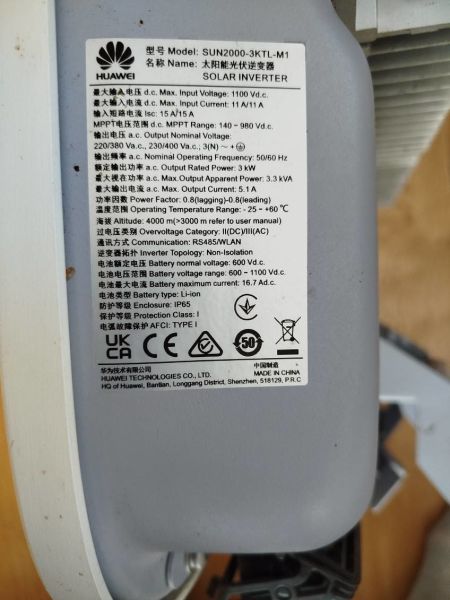 HUAWEI
型号 Model: SUN2000-3KTL-M1
名称 Name: 太阳能光伏逆变器
SOLAR INVERTER
最大输入电压 d.c. Max. Input Voltage: 1100 Vd.c.
最大输入电流 d.c. Max. Input Current: 11 A/11 A
输入短路电流 Isc: 15 A/15 A
MPPT电压范围 d.c. MPPT Range: 140 - 980 Vd.c.
输出电压 a.c. Output Nominal Voltage:
220/380 Va.c., 230/400 Va.c.; 3(N) ~ +
输出频率 a.c. Nominal Operating Frequency: 50/60 Hz
额定输出功率 a.c. Output Rated Power: 3 kW
最大视在功率 a.c. Max. Output Apparent Power: 3.3 kVA
最大输出电流 a.c. Max. Output Current: 5.1 A
功率因数 Power Factor: 0.8(lagging)-0.8(leading)
温度范围 Operating Temperature Range: - 25 - +60℃
海拔 Altitude: 4000 m (> 3000 m refer to user manual)
过电压类别 Overvoltage Category: II(DC)/III(AC)
通讯方式 Communication: RS485/WLAN
逆变器拓扑 Inverter Topology: Non-Isolation
电池额定电压 Battery normal voltage: 600 Vd.c.
电池电压范围 Battery voltage range: 600 - 1100 Vd.c.
电池最大电流 Battery maximum current: 16.7 Ad.c.
电池类型 Battery type: Li-ion
防护等级 Enclosure: IP65
保护等级 Protection Class: I
电弧故障保护 AFCI: TYPE I
UK
CA CE 50
华为技术有限公司
HUAWEI TECHNOLOGIES CO., LTD.
HQ of Huawei, Bantian, Longgang District, Shenzhen, 518129, P.R.C
中国制造
MADE IN CHINA